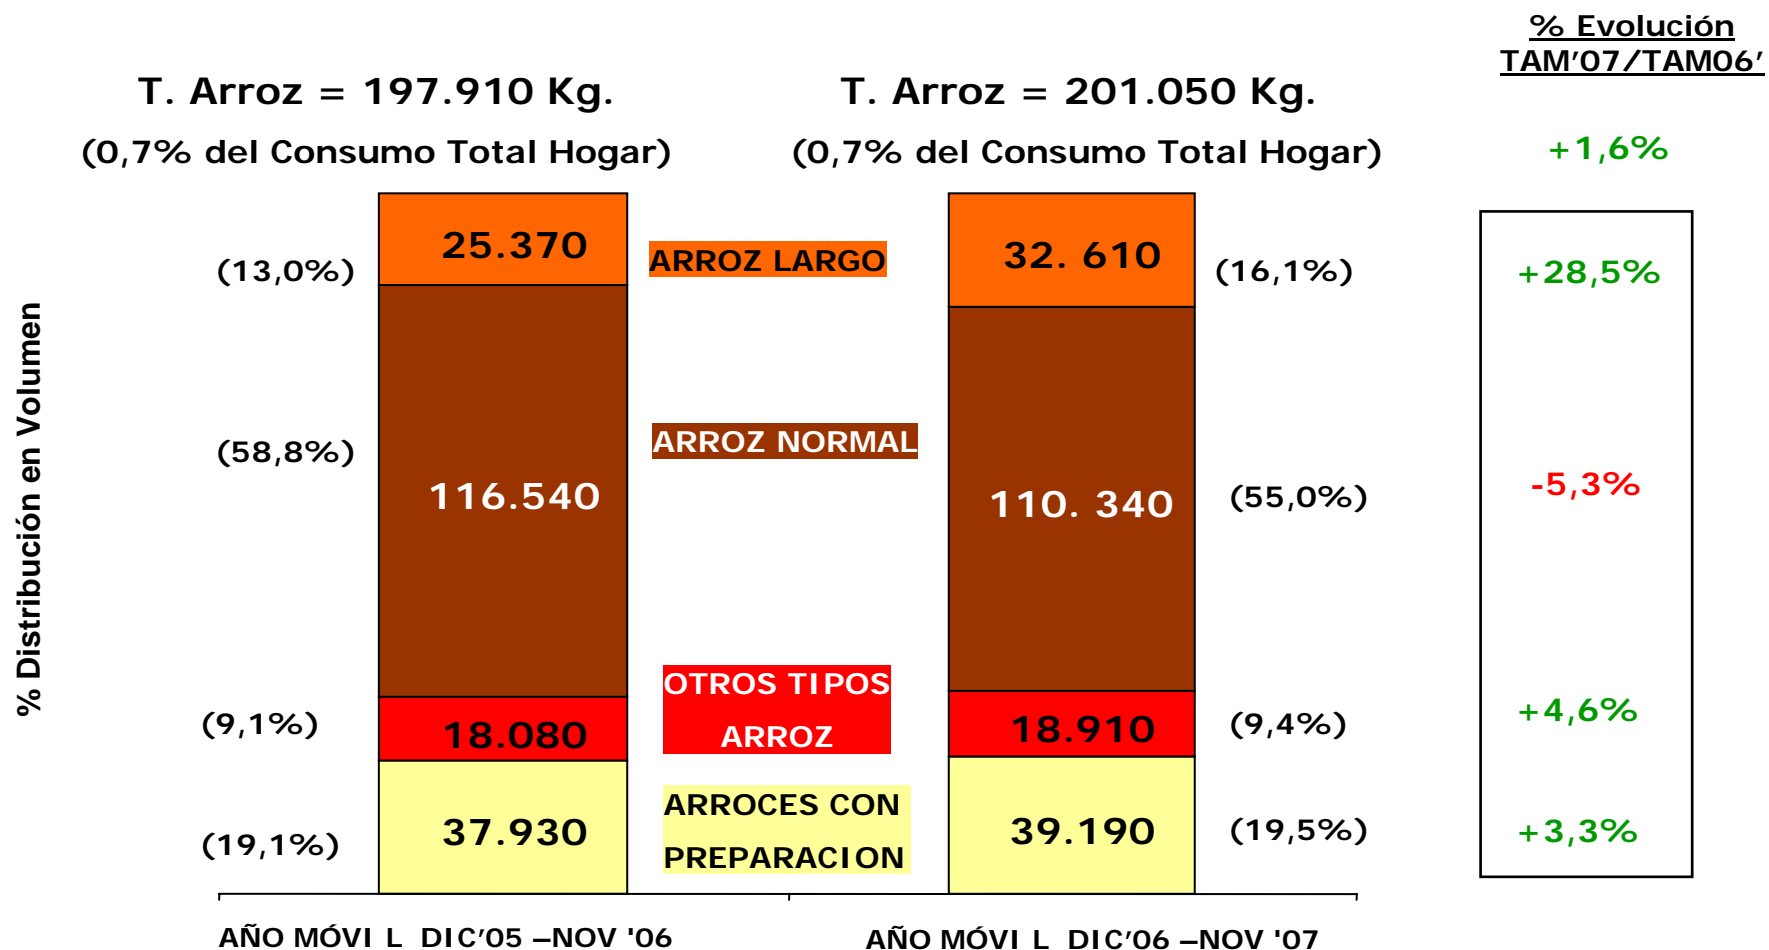 % Evolución
TAM'07/TAM06'
T. Arroz = 197.910 Kg.
T. Arroz = 201.050 Kg.
(0,7% del Consumo Total Hogar)
(0,7% del Consumo Total Hogar)
+1,6%
25.370
ARROZ LARGO
32. 610
(13,0%)
(16,1%)
+28,5%
% Distribución en Volumen
(58,8%)
ARROZ NORMAL
116.540
110. 340
(55,0%)
-5,3%
OTROS TIPOS
ARROZ
(9,1%)
18.080
18.910
(9,4%)
+4,6%
ARROCES CON
PREPARACION
(19,1%)
37.930
39.190
(19,5%)
+3,3%
AÑO MÓVI L DIC'05 –NOV '06
AÑO MÓVI L DIC'06 –NOV '07